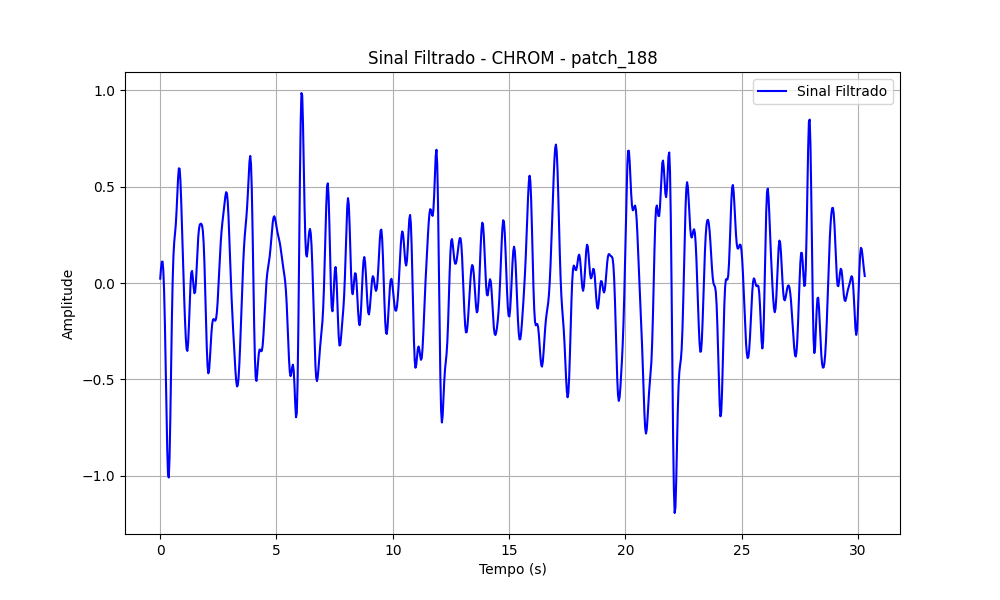 Sinal Filtrado - CHROM - patch_188
Sinal Filtrado
1.0
0.5
0.0
−0.5
−1.0
Amplitude
0 5 10 15 20 25 30
Tempo (s)